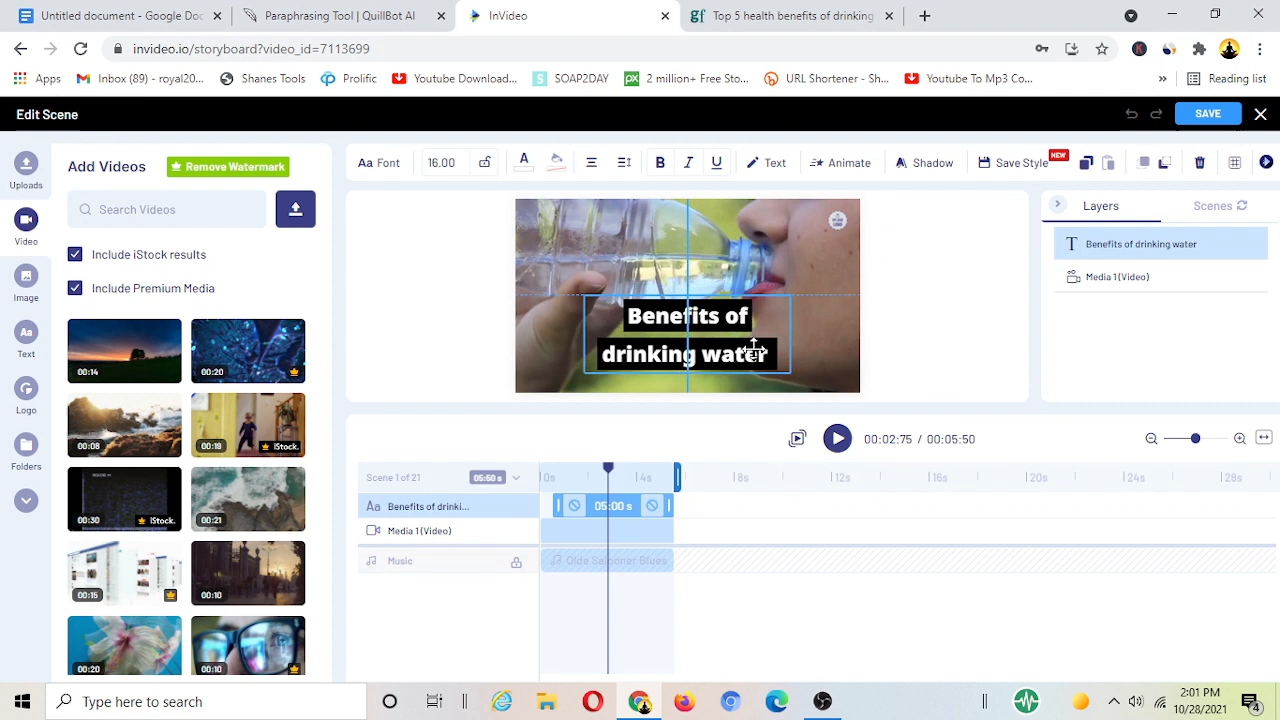 Untitled document - Google Doc
Paraphrasing Tool | QuillBot AI
InVideo
Top 5 health benefits of drinking
invideo.io/storyboard?video_id=7113699
Apps
Inbox (89) - royal20...
Shanes Tools
Prolific
Youtube Download...
SOAP2DAY
2 million+ Free Sto...
URL Shortener - Sh...
Youtube To Mp3 Co...
Reading list
Edit Scene
SAVE
Uploads
Video
Image
Text
Logo
Folders
Add Videos
Remove Watermark
Search Videos
Include iStock results
Include Premium Media
00:14
00:20
00:08
00:19
iStock.
00:30
iStock.
00:21
00:15
00:10
00:20
00:10
Aa Font
16.00
A
B
I
U
Text
Animate
Shadow
Save Style
NEW
Benefits of
drinking water
Layers
Scenes
Benefits of drinking water
Media 1 (Video)
00:02:75 / 00:05:50
Scene 1 of 21
05:50 s
0s
4s
8s
12s
16s
20s
24s
28s
Aa Benefits of drinki...
05:00 s
Media 1 (Video)
Music
Olde Salooner Blues
Type here to search
2:01 PM
10/28/2021
4